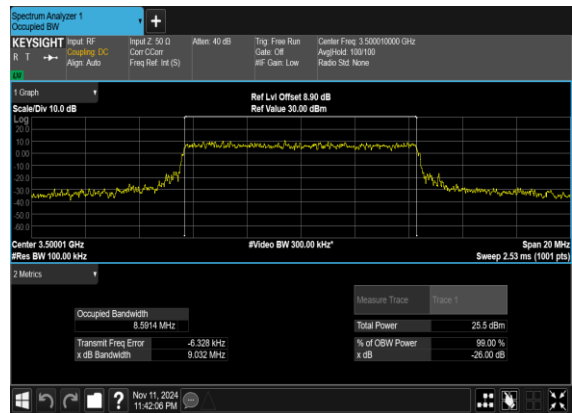 Spectrum Analyzer 1
Occupied BW
KEYSIGHT Input: RF Input Z: 50 Ω Atten: 40 dB Trig: Free Run Center Freq: 3.500010000 GHz
R T Coupling: DC Corr CCorr Gate: Off Avg|Hold: 100/100
Align: Auto Freq Ref: Int (S) #IF Gain: Low Radio Std: None
LW
1 Graph Ref Lvl Offset 8.90 dB
Scale/Div 10.0 dB Ref Value 30.00 dBm
Log
20.0
10.0
0.00
-10.0
-20.0
-30.0
-40.0
-50.0
-60.0
Center 3.50001 GHz #Video BW 300.00 kHz* Span 20 MHz
#Res BW 100.00 kHz Sweep 2.53 ms (1001 pts)
2 Metrics
Measure Trace Trace 1
Occupied Bandwidth
8.5914 MHz Total Power 25.5 dBm
Transmit Freq Error -6.328 kHz % of OBW Power 99.00 %
x dB Bandwidth 9.032 MHz x dB -26.00 dB
Nov 11, 2024
11:42:06 PM